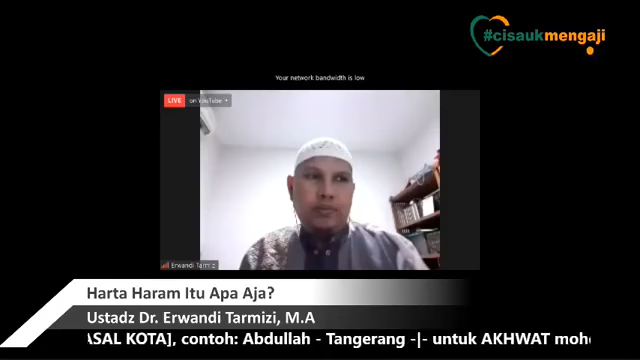 #cisaukmengaji
Your network bandwidth is low
LIVE on YouTube
Erwandi Tarmizi
Harta Haram Itu Apa Aja?
Ustadz Dr. Erwandi Tarmizi, M.A
ASAL KOTA], contoh: Abdullah - Tangerang -|- untuk AKHWAT moh